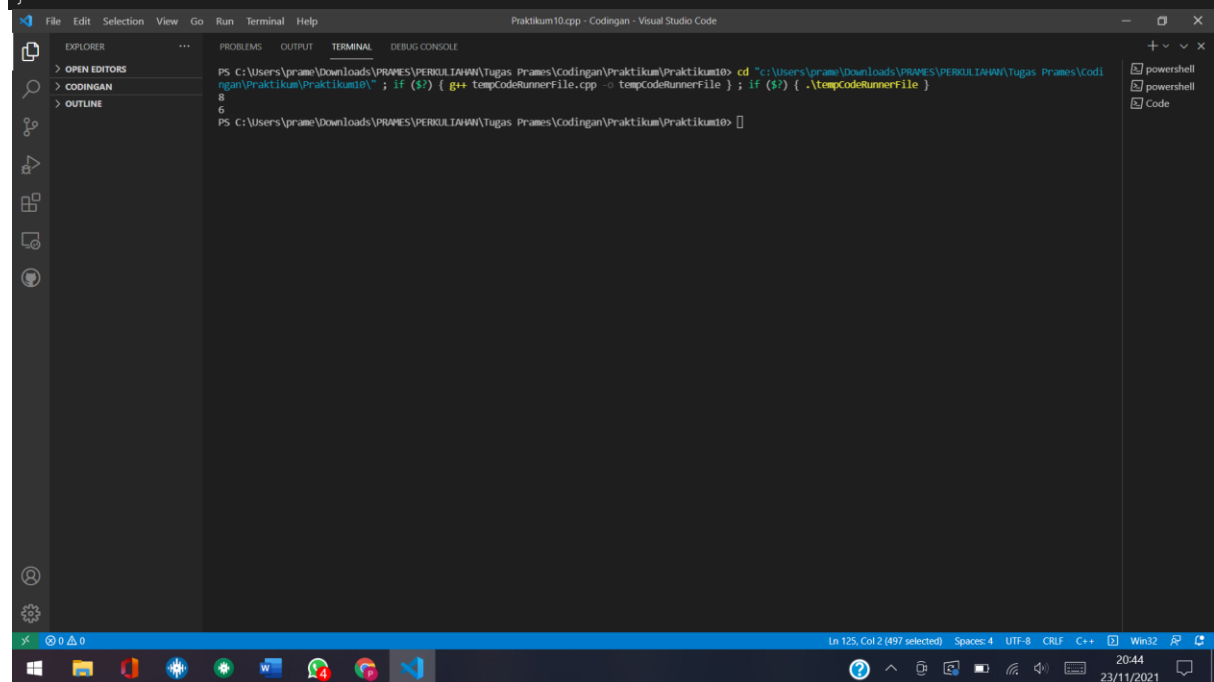 File Edit Selection View Go Run Terminal Help
Praktikum10.cpp - Codingan - Visual Studio Code
EXPLORER
OPEN EDITORS
CODINGAN
OUTLINE
PROBLEMS OUTPUT TERMINAL DEBUG CONSOLE
PS C:\Users\prame\Downloads\PRAMES\PERKULIAHAN\Tugas Prames\Codingan\Praktikum\Praktikum10> cd "c:\Users\prame\Downloads\PRAMES\PERKULIAHAN\Tugas Prames\Codi
ngan\Praktikum\Praktikum10\" ; if ($?) { g++ tempCodeRunnerFile.cpp -o tempCodeRunnerFile } ; if ($?) { .\tempCodeRunnerFile }
8
6
PS C:\Users\prame\Downloads\PRAMES\PERKULIAHAN\Tugas Prames\Codingan\Praktikum\Praktikum10>
powershell
powershell
Code
0 0
Ln 125, Col 2 (497 selected) Spaces: 4 UTF-8 CRLF C++ Win32
4
20:44
23/11/2021